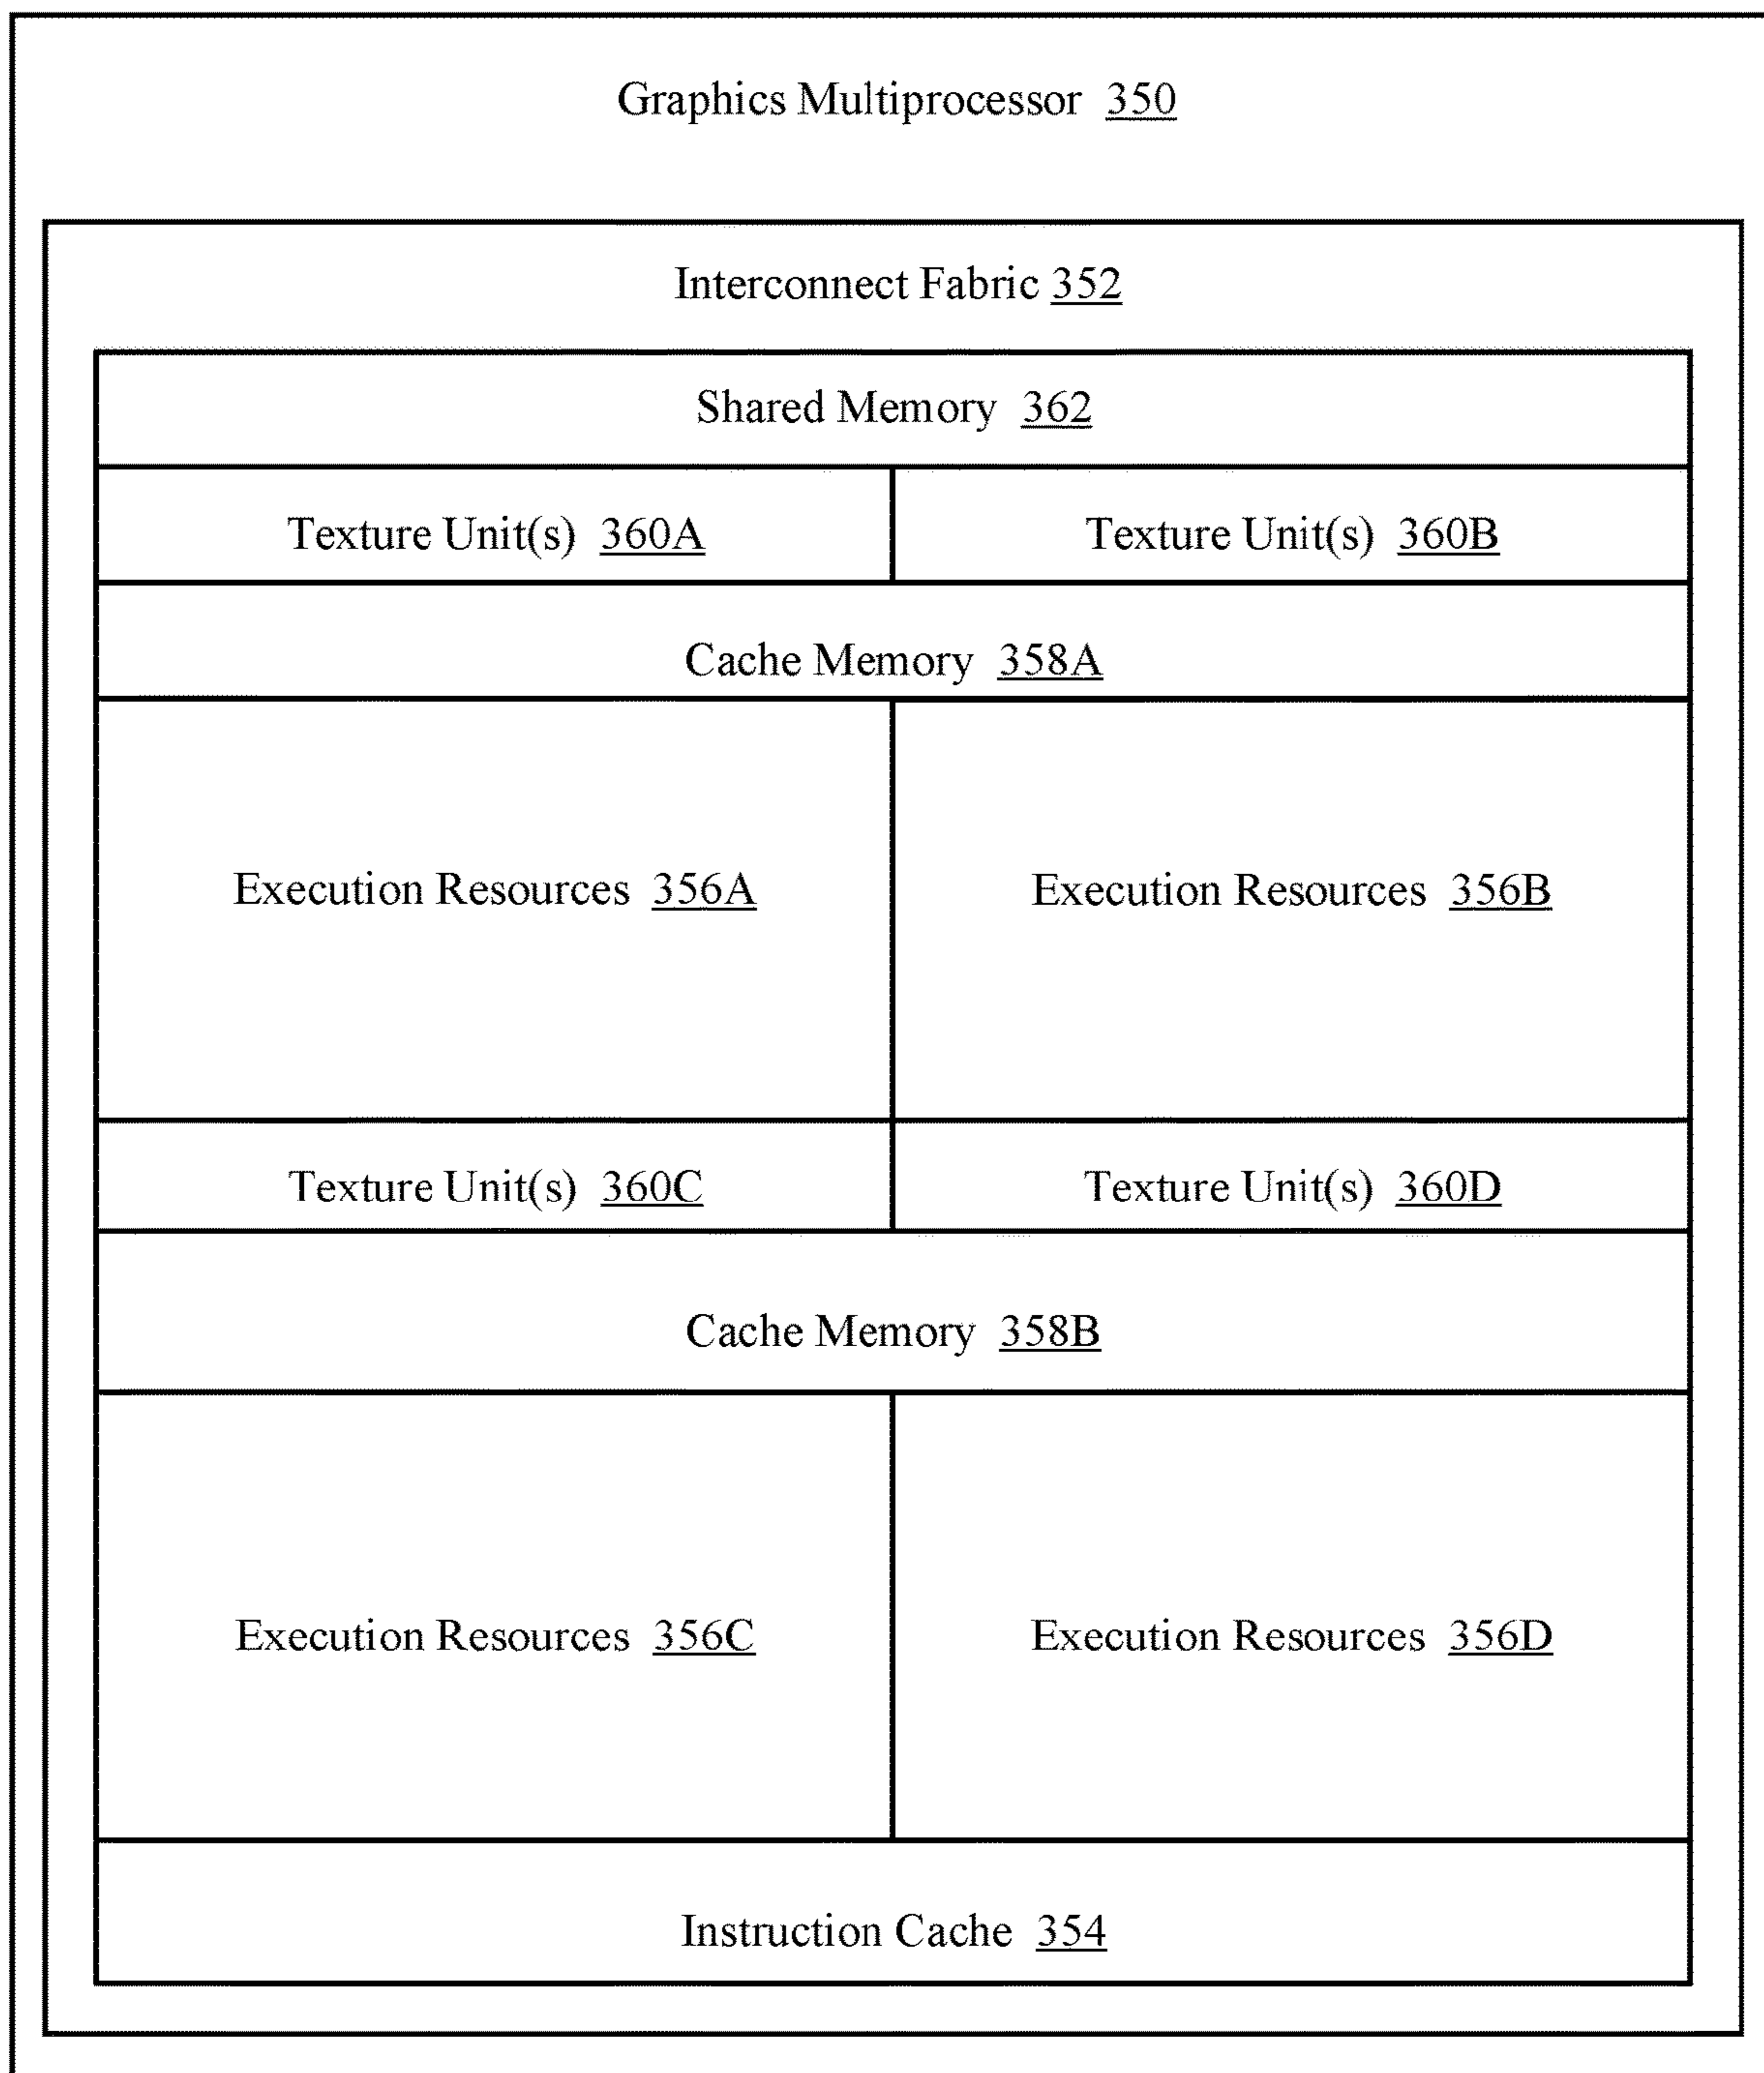 Graphics Multiprocessor 350
Interconnect Fabric 352
Shared Memory 362
Texture Unit(s) 360A
Texture Unit(s) 360B
Cache Memory 358A
Execution Resources 356A
Execution Resources 356B
Texture Unit(s) 360C
Texture Unit(s) 360D
Cache Memory 358B
Execution Resources 356C
Execution Resources 356D
Instruction Cache 354